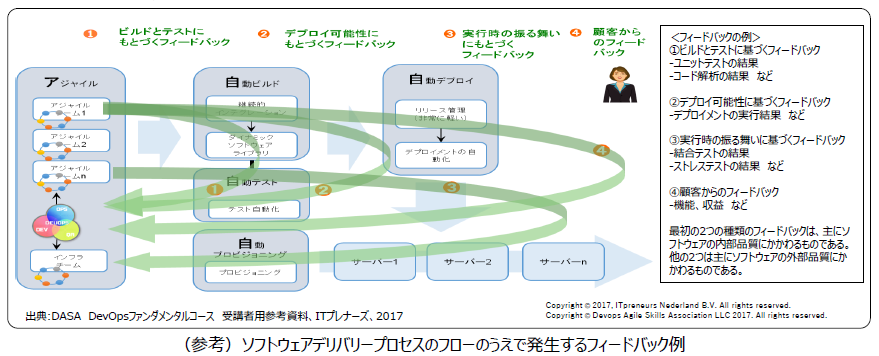 ① ビルドとテストに
もとづくフィードバック
② デプロイ可能性に
もとづくフィードバック
③ 実行時の振る舞い
にもとづく
フィードバック
④ 顧客から
のフィード
バック
アジャイル
アジャイル
チーム1
アジャイル
チーム2
アジャイル
チームn
OPS
DEVOPS
DEV
インフラ
チーム
自動ビルド
継続的
インテグレーション
ダイナミック
ソフトウェア
ライブラリ
自動テスト
テスト自動化
自動
プロビジョニング
プロビジョニング
自動デプロイ
リリース管理
(非常に軽い)
デプロイメントの自
動化
①
②
③
④
サーバー1
サーバー2
サーバーn
<フィードバックの例>
①ビルドとテストに基づくフィードバック
-ユニットテストの結果
-コード解析の結果 など
②デプロイ可能性に基づくフィードバック
-デプロイメントの実行結果 など
③実行時の振る舞いに基づくフィードバック
-結合テストの結果
-ストレステストの結果 など
④顧客からのフィードバック
-機能、収益 など
最初の2つの種類のフィードバックは、主にソ
フトウェアの内部品質にかかわるものである。
他の2つは主にソフトウェアの外部品質にか
かわるものである。
出典:DASA DevOpsファンダメンタルコース 受講者用参考資料、ITプレナーズ、2017
Copyright © 2017, ITpreneurs Nederland B.V. All rights reserved.
Copyright © Devops Agile Skills Association LLC 2017. All rights reserved.
(参考)ソフトウェアデリバリープロセスのフローのうえで発生するフィードバック例